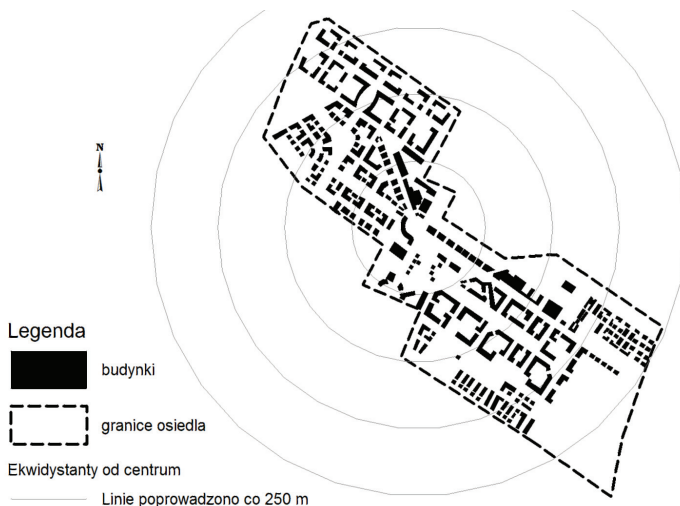 N
Legenda
budynki
granice osiedla
Ekwidystanty od centrum
Linie poprowadzono co 250 m